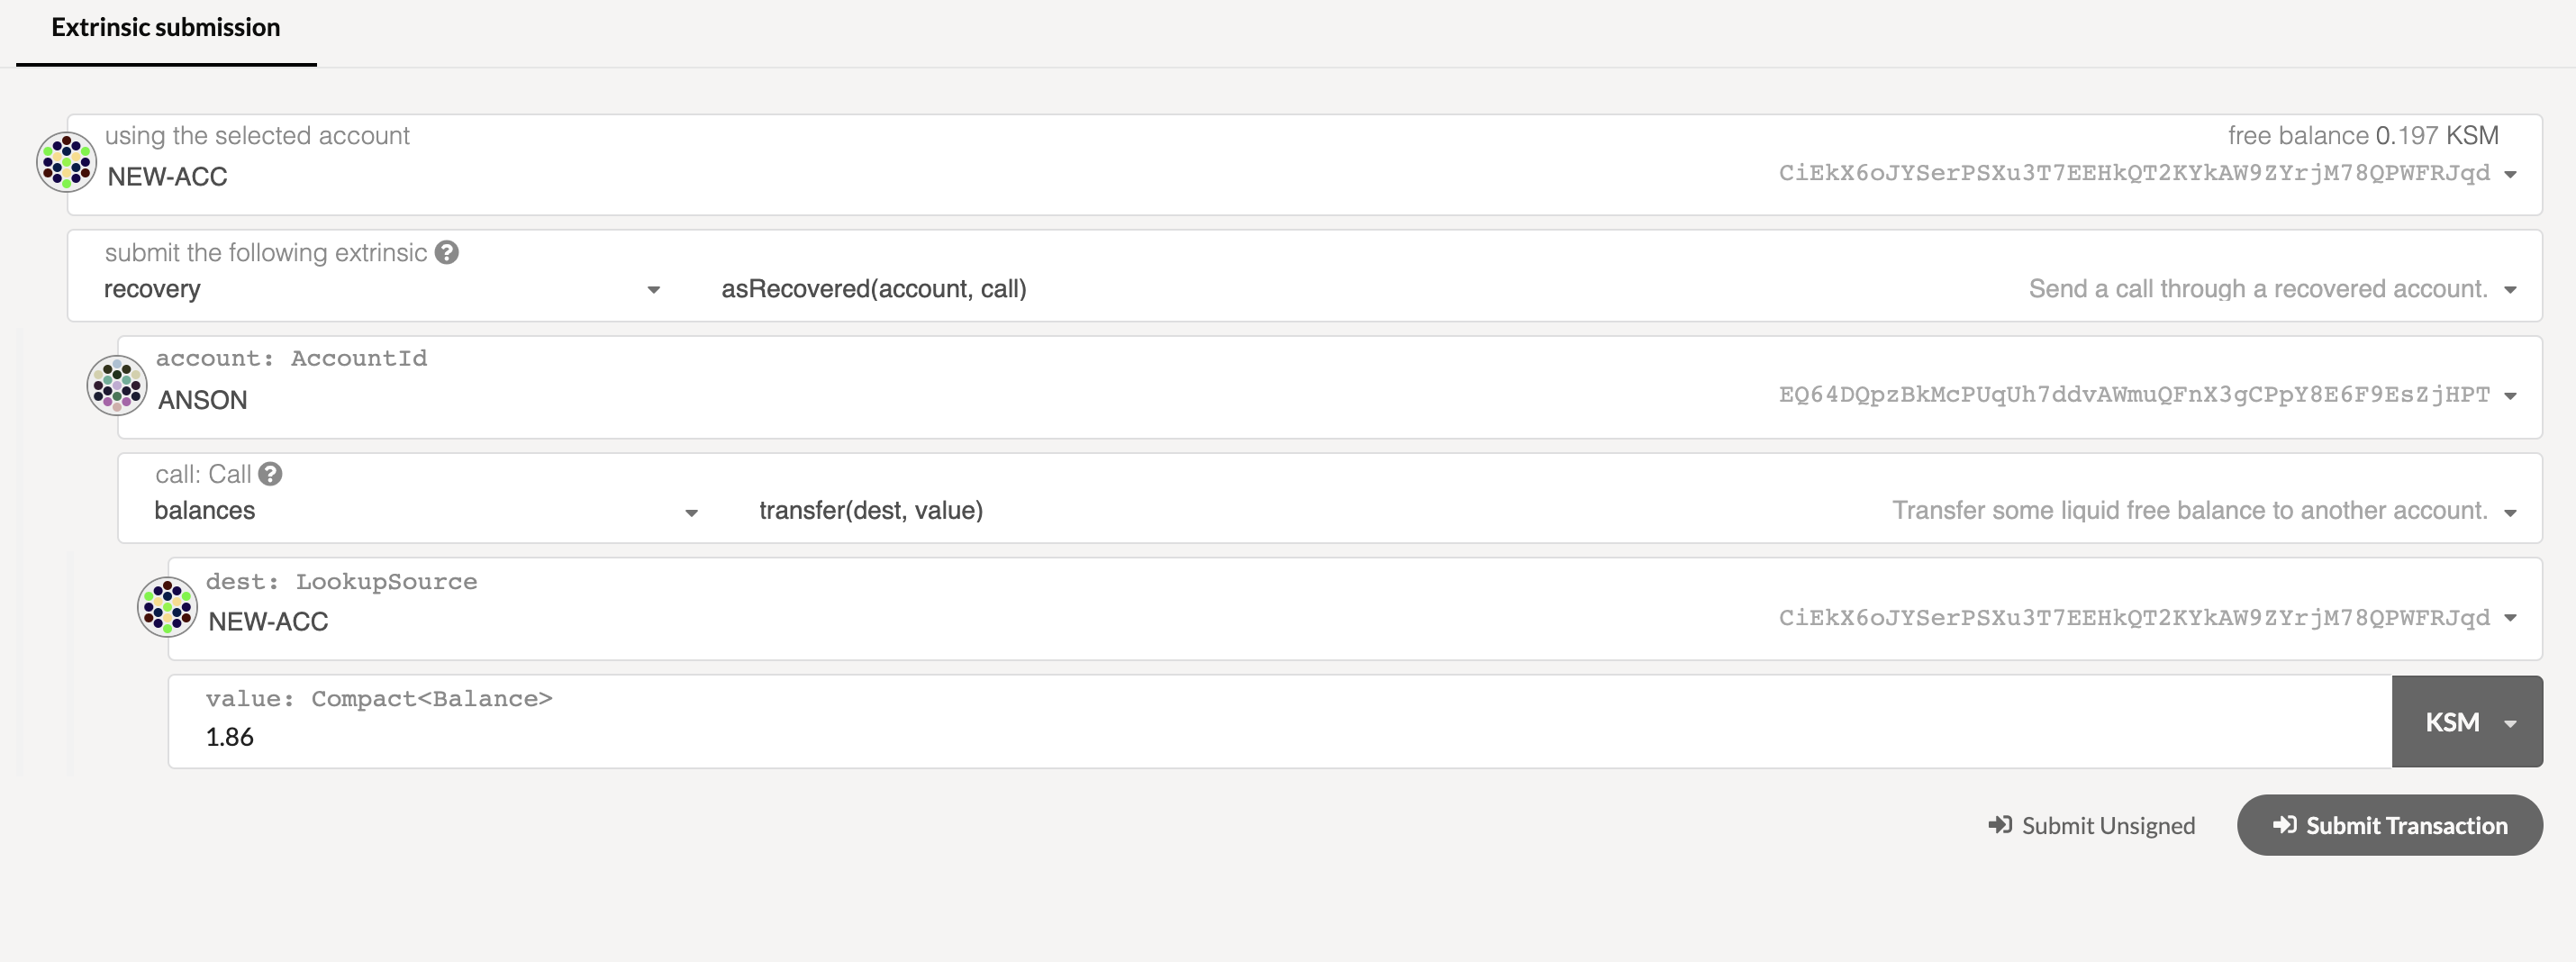 Extrinsic submission
using the selected account
free balance 0.197 KSM
NEW-ACC
CiEkX6oJYSerPSXu3T7EEHkQT2KYkAW9ZYrjM78QPWFRJqd
submit the following extrinsic
recovery
asRecovered(account, call)
Send a call through a recovered account.
account: AccountId
ANSON
EQ64DQpzBkMcPUqUh7ddvAWmuQFnX3gCPpY8E6F9EsZjHPT
call: Call
balances
transfer(dest, value)
Transfer some liquid free balance to another account.
dest: LookupSource
NEW-ACC
CiEkX6oJYSerPSXu3T7EEHkQT2KYkAW9ZYrjM78QPWFRJqd
value: Compact<Balance>
1.86
KSM
Submit Unsigned
Submit Transaction